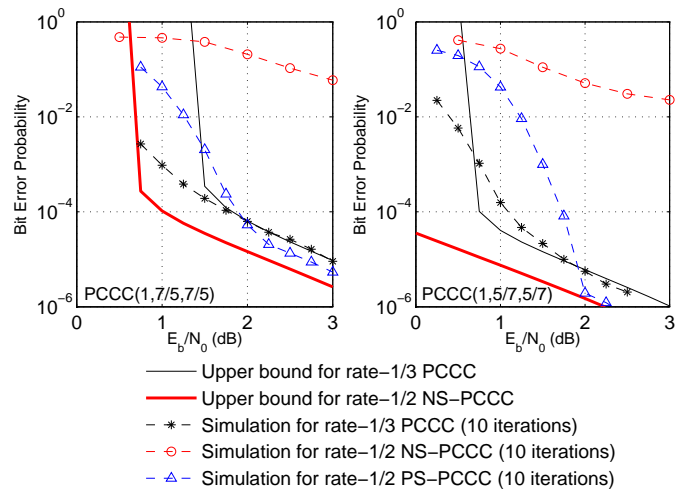 10^0
10^-2
10^-4
10^-6
Bit Error Probability
0 1 2 3
E_b/N_0 (dB)
PCCC(1,7/5,7/5)
10^0
10^-2
10^-4
10^-6
Bit Error Probability
0 1 2 3
E_b/N_0 (dB)
PCCC(1,5/7,5/7)
Upper bound for rate−1/3 PCCC
Upper bound for rate−1/2 NS−PCCC
Simulation for rate−1/3 PCCC (10 iterations)
Simulation for rate−1/2 NS−PCCC (10 iterations)
Simulation for rate−1/2 PS−PCCC (10 iterations)